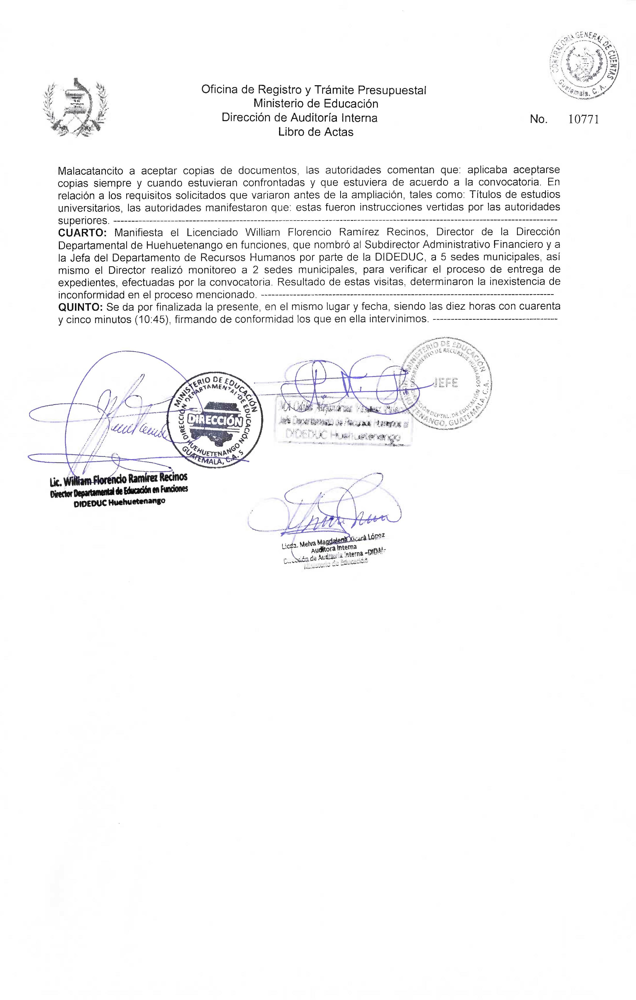 CONTRALORIA GENERAL DE CUENTAS
Guatemala, C. A.
Oficina de Registro y Trámite Presupuestal
Ministerio de Educación
Dirección de Auditoría Interna
Libro de Actas
No. 10771
Malacatancito a aceptar copias de documentos, las autoridades comentan que: aplicaba aceptarse
copias siempre y cuando estuvieran confrontadas y que estuviera de acuerdo a la convocatoria. En
relación a los requisitos solicitados que variaron antes de la ampliación, tales como: Títulos de estudios
universitarios, las autoridades manifestaron que: estas fueron instrucciones vertidas por las autoridades
superiores. ------------------------------------------------------------
CUARTO: Manifiesta el Licenciado William Florencio Ramírez Recinos, Director de la Dirección
Departamental de Huehuetenango en funciones, que nombró al Subdirector Administrativo Financiero y a
la Jefa del Departamento de Recursos Humanos por parte de la DIDEDUC, a 5 sedes municipales, así
mismo el Director realizó monitoreo a 2 sedes municipales, para verificar el proceso de entrega de
expedientes, efectuadas por la convocatoria. Resultado de estas visitas, determinaron la inexistencia de
inconformidad en el proceso mencionado. ----------------------------------------
QUINTO: Se da por finalizada la presente, en el mismo lugar y fecha, siendo las diez horas con cuarenta
y cinco minutos (10:45), firmando de conformidad los que en ella intervinimos. --------------------
MINISTERIO DE EDUCACIÓN
DIRECCIÓN DEPARTAMENTAL DE EDUCACIÓN
DIRECCIÓN
HUEHUETENANGO
GUATEMALA, C.A. 5
MINISTERIO DE EDUCACIÓN
DEPARTAMENTO DE RECURSOS HUMANOS
JEFE
DIRECCIÓN DEPTAL. DE EDUCACIÓN
HUEHUETENANGO, GUATEMALA, C.A.
Jefe Departamento de Recursos
DIDEDUC Huehuetenango
Lic. William Florencio Ramírez Recinos
Director Departamental de Educación en Funciones
DIDEDUC Huehuetenango
Licda. Melva Magdalena Xicará López
Auditora Interna
Dirección de Auditoría Interna -DIDAI-
Ministerio de Educación